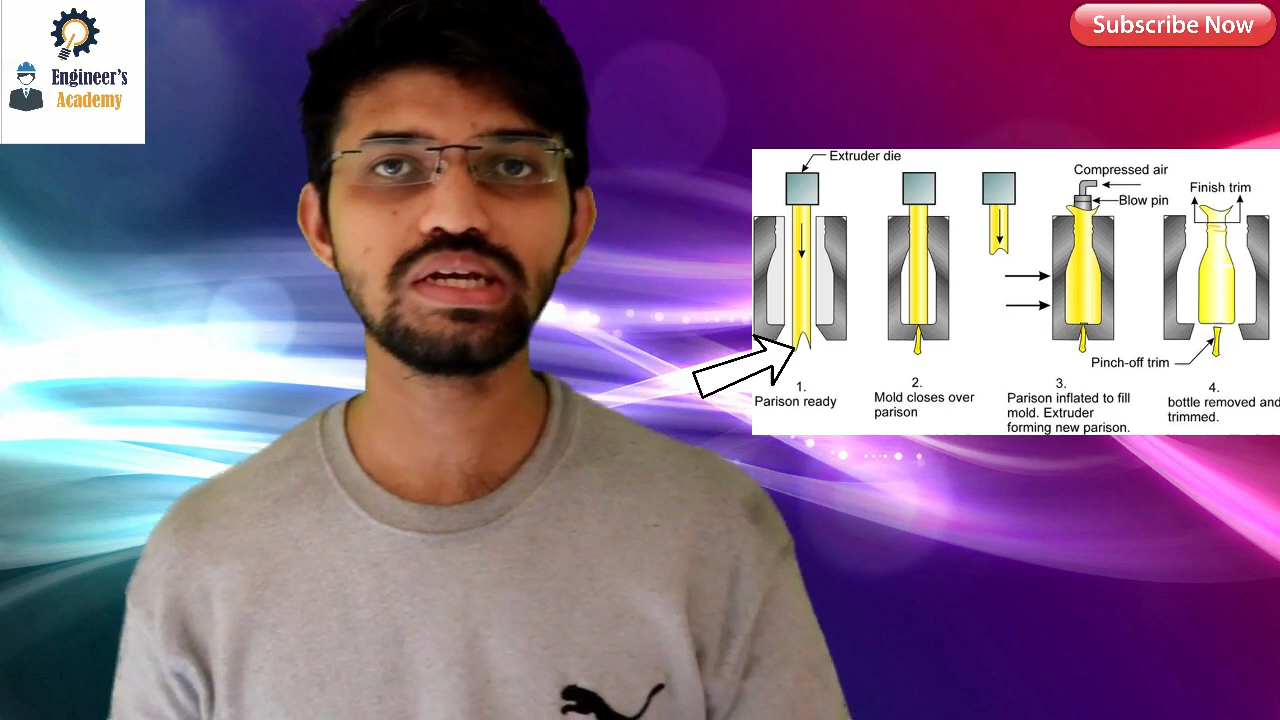 Engineer's
Academy
Subscribe Now
Extruder die
Compressed air
Blow pin
Finish trim
Pinch-off trim
1.
Parison ready
2.
Mold closes over
parison
3.
Parison inflated to fill
mold. Extruder
forming new parison.
4.
bottle removed and
trimmed.